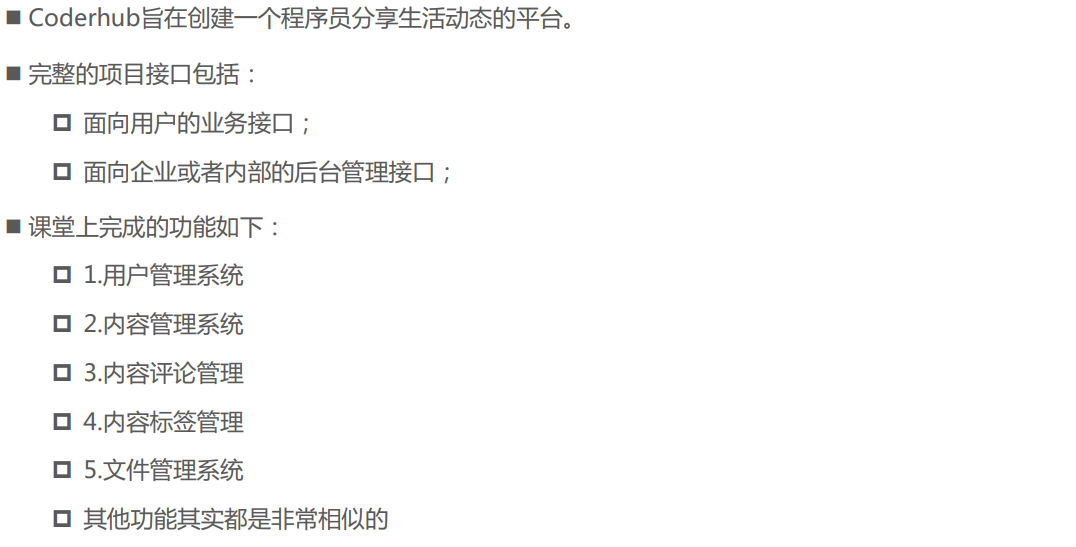 Coderhub旨在创建一个程序员分享生活动态的平台。
完整的项目接口包括：
面向用户的业务接口；
面向企业或者内部的后台管理接口；
课堂上完成的功能如下：
1.用户管理系统
2.内容管理系统
3.内容评论管理
4.内容标签管理
5.文件管理系统
其他功能其实都是非常相似的